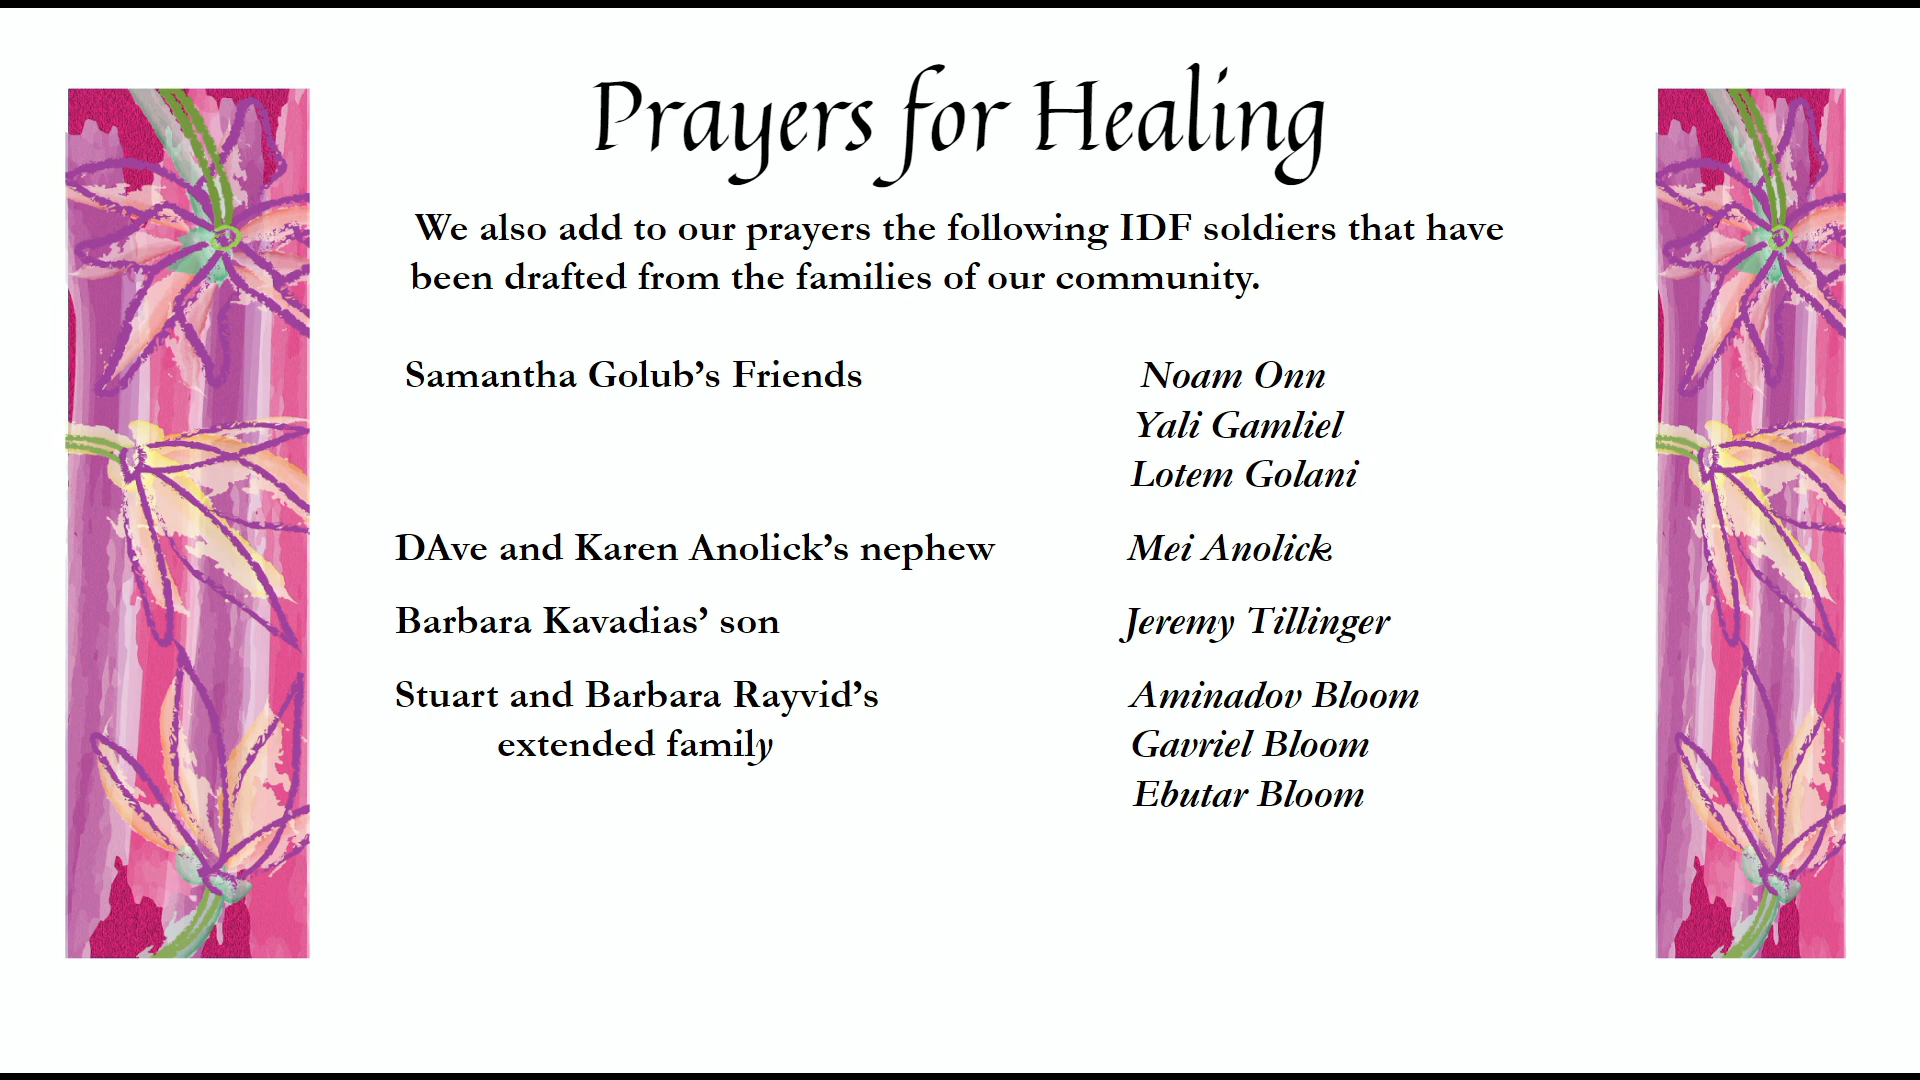 Prayers for Healing
We also add to our prayers the following IDF soldiers that have
been drafted from the families of our community.
Samantha Golub’s Friends Noam Onn
Yali Gamliel
Lotem Golani
DAve and Karen Anolick’s nephew Mei Anolick
Barbara Kavadias’ son Jeremy Tillinger
Stuart and Barbara Rayvid’s Aminadov Bloom
extended family Gavriel Bloom
Ebutar Bloom